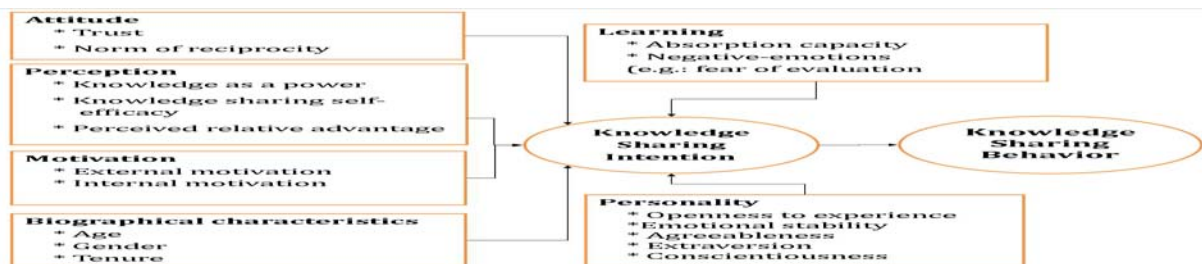 Attitude
* Trust
* Norm of reciprocity
Perception
* Knowledge as a power
* Knowledge sharing self-
efficacy
* Perceived relative advantage
Motivation
* External motivation
* Internal motivation
Biographical characteristics
* Age
* Gender
* Tenure
Learning
* Absorption capacity
* Negative-emotions
(e.g.: fear of evaluation
Knowledge
Sharing
Intention
Knowledge
Sharing
Behavior
Personality
* Openness to experience
*Emotional stability
* Agreeableness
* Extraversion
* Conscientiousness